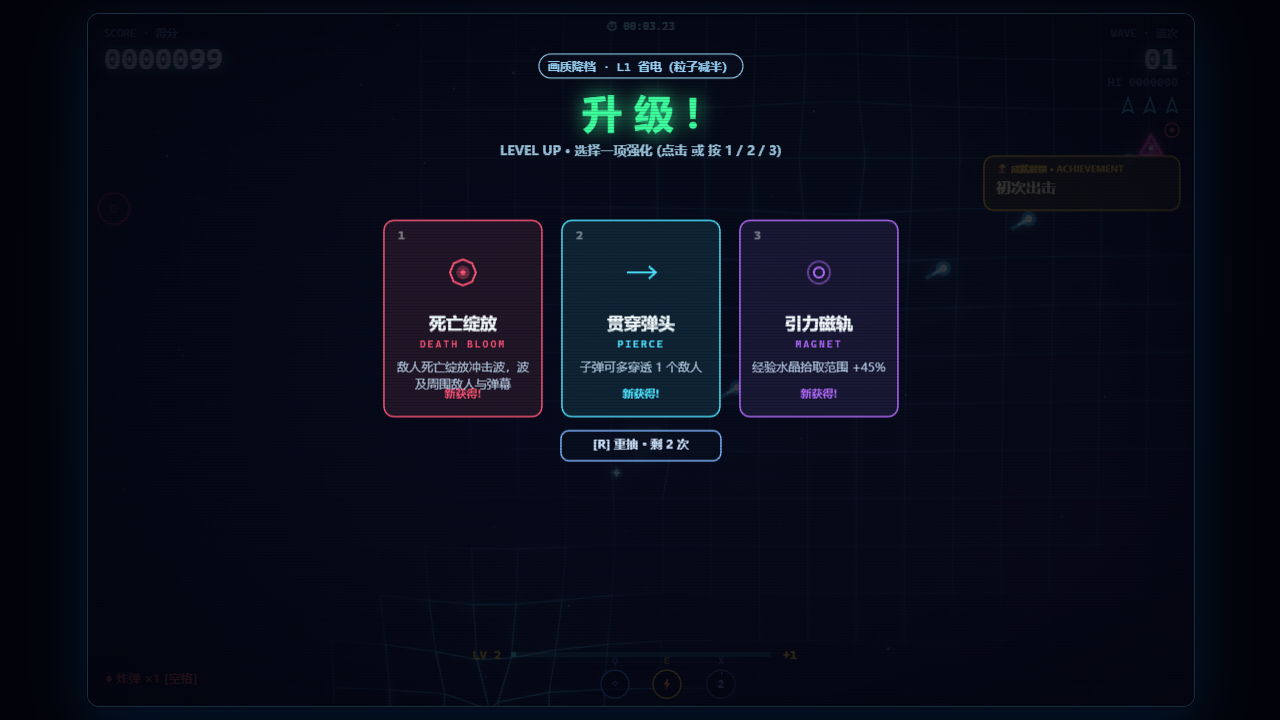 SCORE · 得分
0000099
00:03.23
WAVE · 波次
01
HI 0000000
画质降档 · L1 省电 (粒子减半)
升级!
LEVEL UP • 选择一项强化 (点击 或 按 1 / 2 / 3)
成就解锁 • ACHIEVEMENT
初次出击
1
死亡绽放
DEATH BLOOM
敌人死亡绽放冲击波，波
及周围敌人与弹幕
新获得!
2
贯穿弹头
PIERCE
子弹可多穿透 1 个敌人
新获得!
3
引力磁轨
MAGNET
经验水晶拾取范围 +45%
新获得!
[R] 重抽 • 剩 2 次
LV 2
+1
炸弹 ×1 [空格]
2